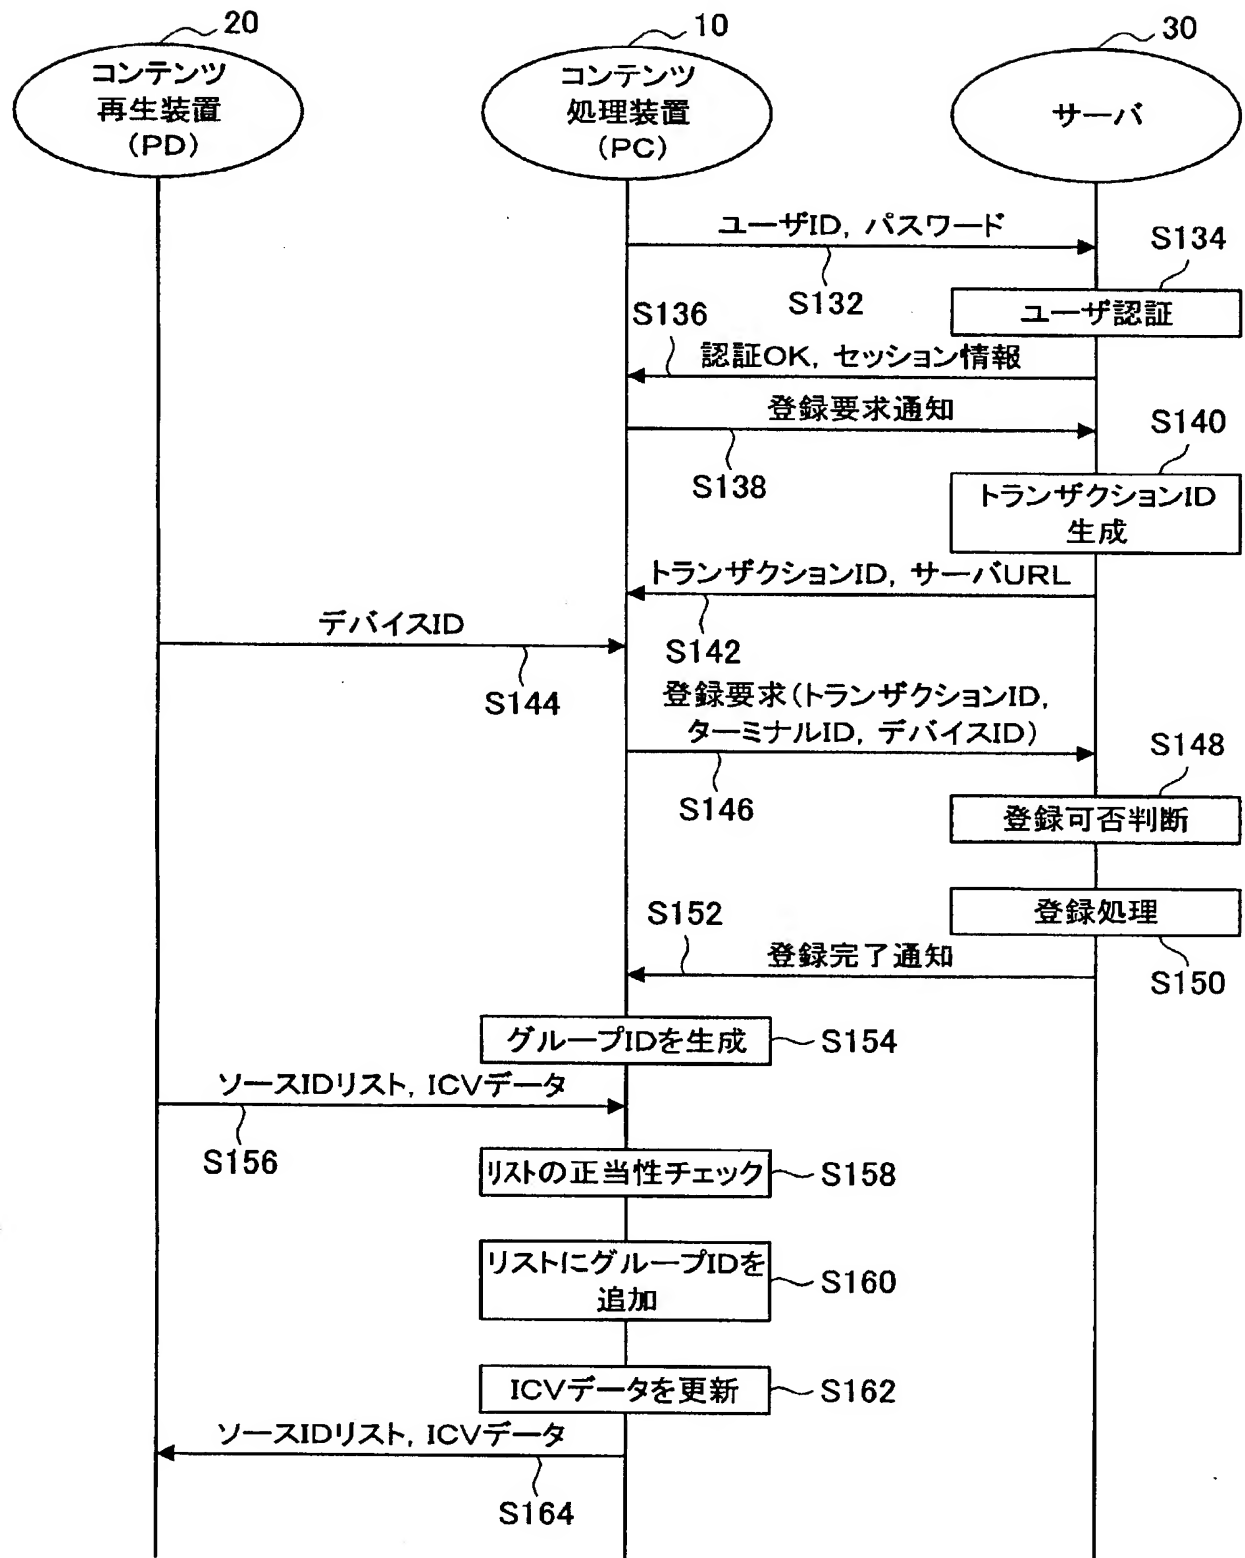 20
10
30
コンテンツ
再生装置
(PD)
コンテンツ
処理装置
(PC)
サーバ
ユーザID, パスワード
S132
S134
ユーザ認証
S136
認証OK, セッション情報
登録要求通知
S138
S140
トランザクションID
生成
トランザクションID, サーバURL
S142
デバイスID
S144
登録要求(トランザクションID,
ターミナルID, デバイスID)
S146
S148
登録可否判断
登録処理
S150
S152
登録完了通知
グループIDを生成
S154
ソースIDリスト, ICVデータ
S156
リストの正当性チェック
S158
リストにグループIDを
追加
S160
ICVデータを更新
S162
ソースIDリスト, ICVデータ
S164